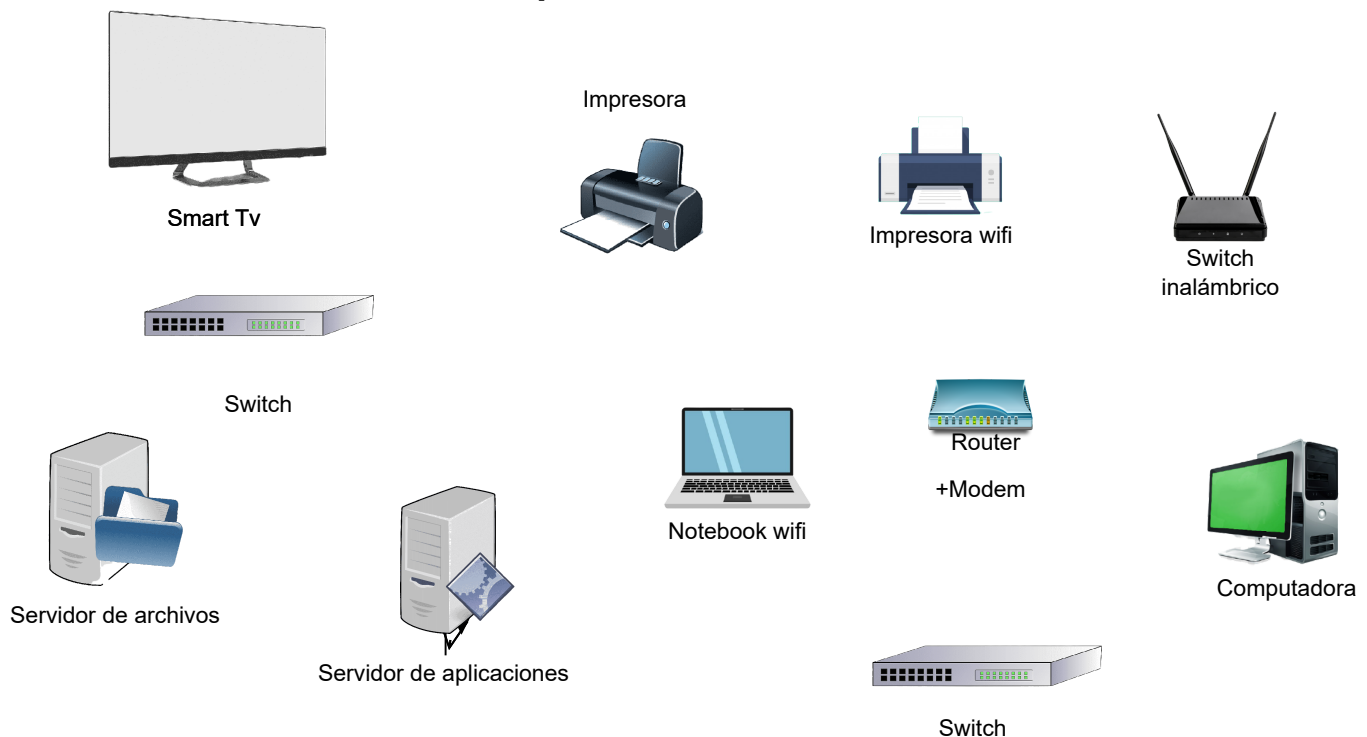 Impresora
Smart Tv
Impresora wifi
Switch
inalámbrico
Switch
Router
+Modem
Notebook wifi
Computadora
Servidor de archivos
Servidor de aplicaciones
Switch